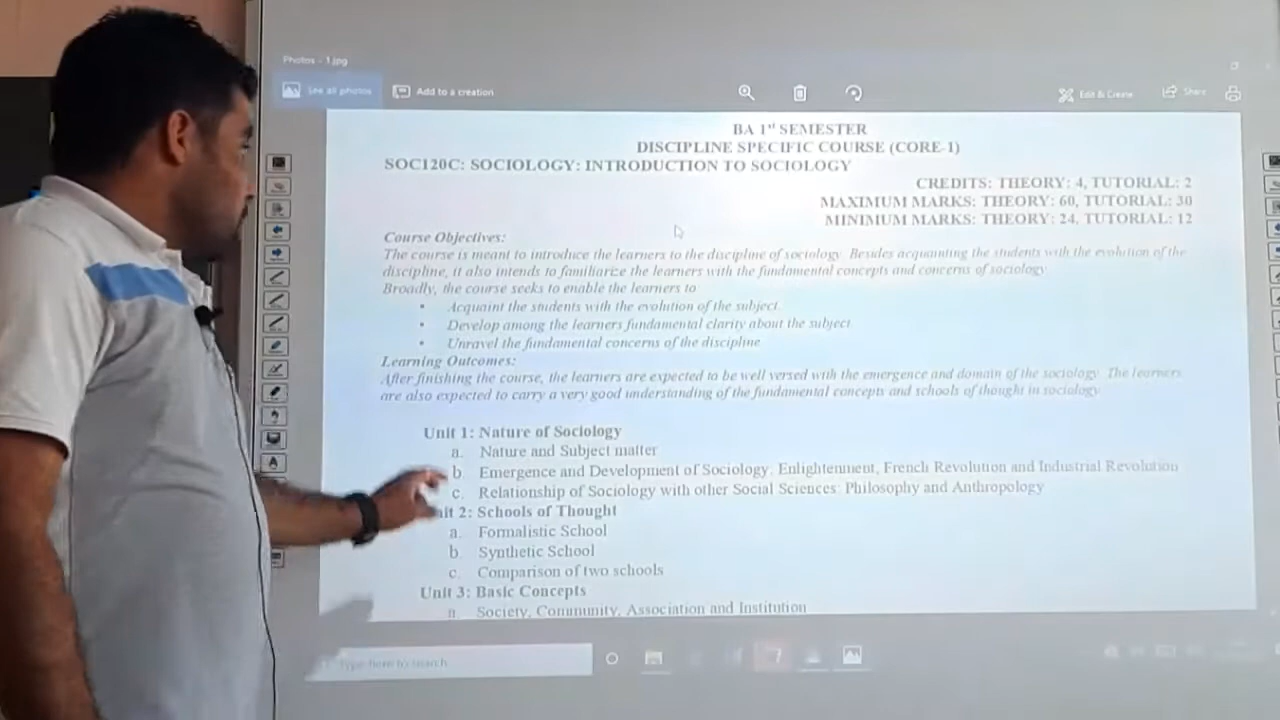 Photos - 1.jpg
See all photos
Add to a creation
Edit & Create
Share
BA 1st SEMESTER
DISCIPLINE SPECIFIC COURSE (CORE-1)
SOC120C: SOCIOLOGY: INTRODUCTION TO SOCIOLOGY
CREDITS: THEORY: 4, TUTORIAL: 2
MAXIMUM MARKS: THEORY: 60, TUTORIAL: 30
MINIMUM MARKS: THEORY: 24, TUTORIAL: 12
Course Objectives:
The course is meant to introduce the learners to the discipline of sociology. Besides acquainting the students with the evolution of the
discipline, it also intends to familiarize the learners with the fundamental concepts and concerns of sociology.
Broadly, the course seeks to enable the learners to
• Acquaint the students with the evolution of the subject.
• Develop among the learners fundamental clarity about the subject
• Unravel the fundamental concerns of the discipline
Learning Outcomes:
After finishing the course, the learners are expected to be well versed with the emergence and domain of the sociology. The learners
are also expected to carry a very good understanding of the fundamental concepts and schools of thought in sociology.
Unit 1: Nature of Sociology
a. Nature and Subject matter
b. Emergence and Development of Sociology: Enlightenment, French Revolution and Industrial Revolution
c. Relationship of Sociology with other Social Sciences: Philosophy and Anthropology
2: Schools of Thought
a. Formalistic School
b. Synthetic School
c. Comparison of two schools
Unit 3: Basic Concepts
a. Society, Community, Association and Institution
Type here to search